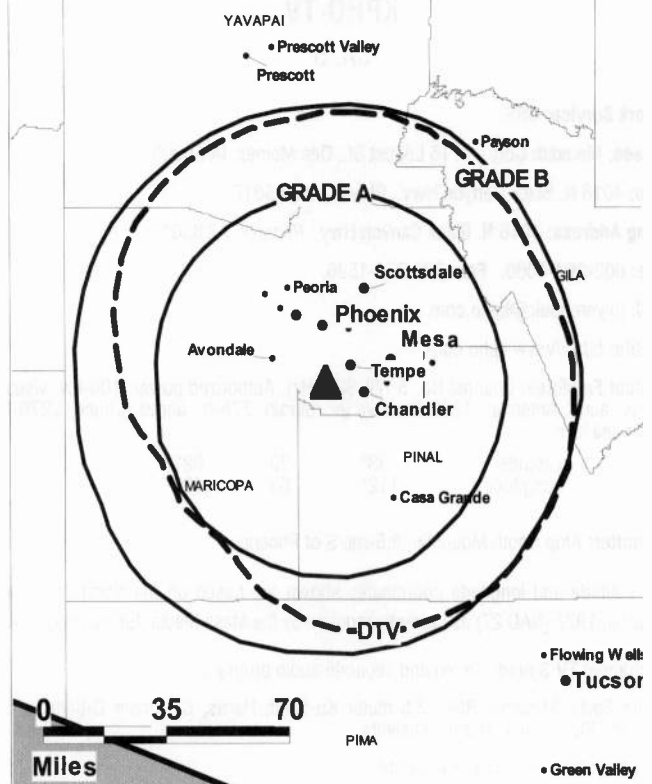 YAVAPAI
Prescott Valley
Prescott
Payson
GRADE B
GRADE A
GILA
Scottsdale
Peoria
Phoenix
Mesa
Avondale
Tempe
Chandler
PINAL
MARICOPA
Casa Grande
DTV
Flowing Wells
Tucson
0 35 70
PIMA
Miles
Green Valley